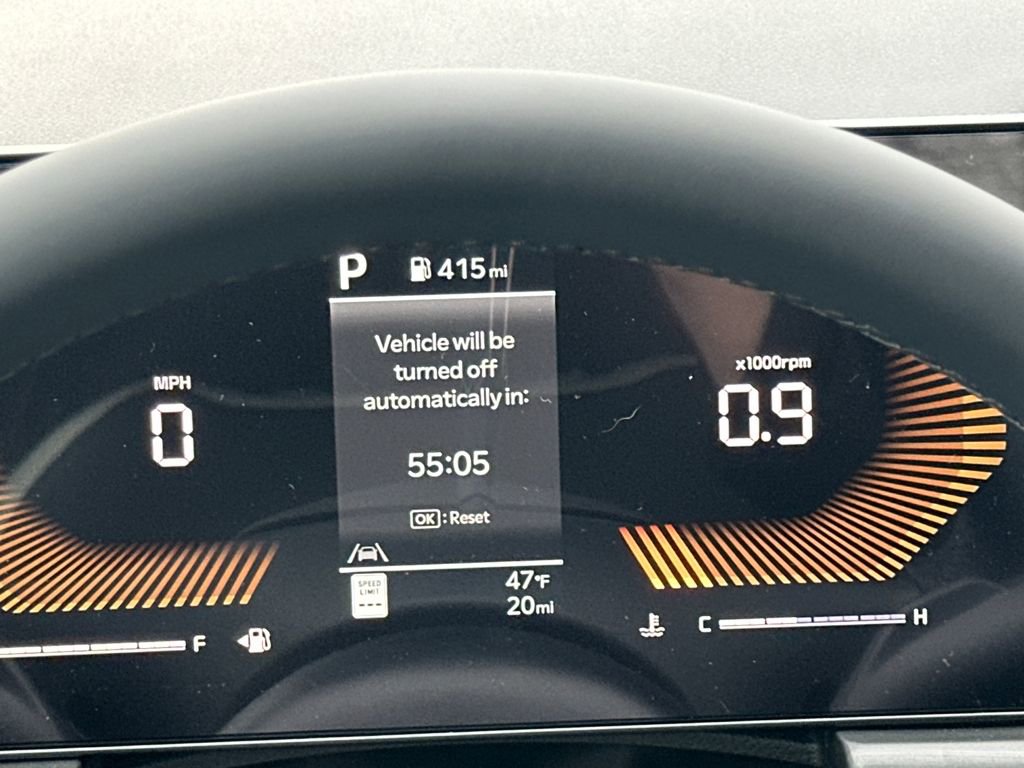 P 415 mi
Vehicle will be
turned off
automatically in:
55:05
OK : Reset
MPH
0
x1000rpm
0.9
SPEED
LIMIT
---
47°F
20mi
F
C H